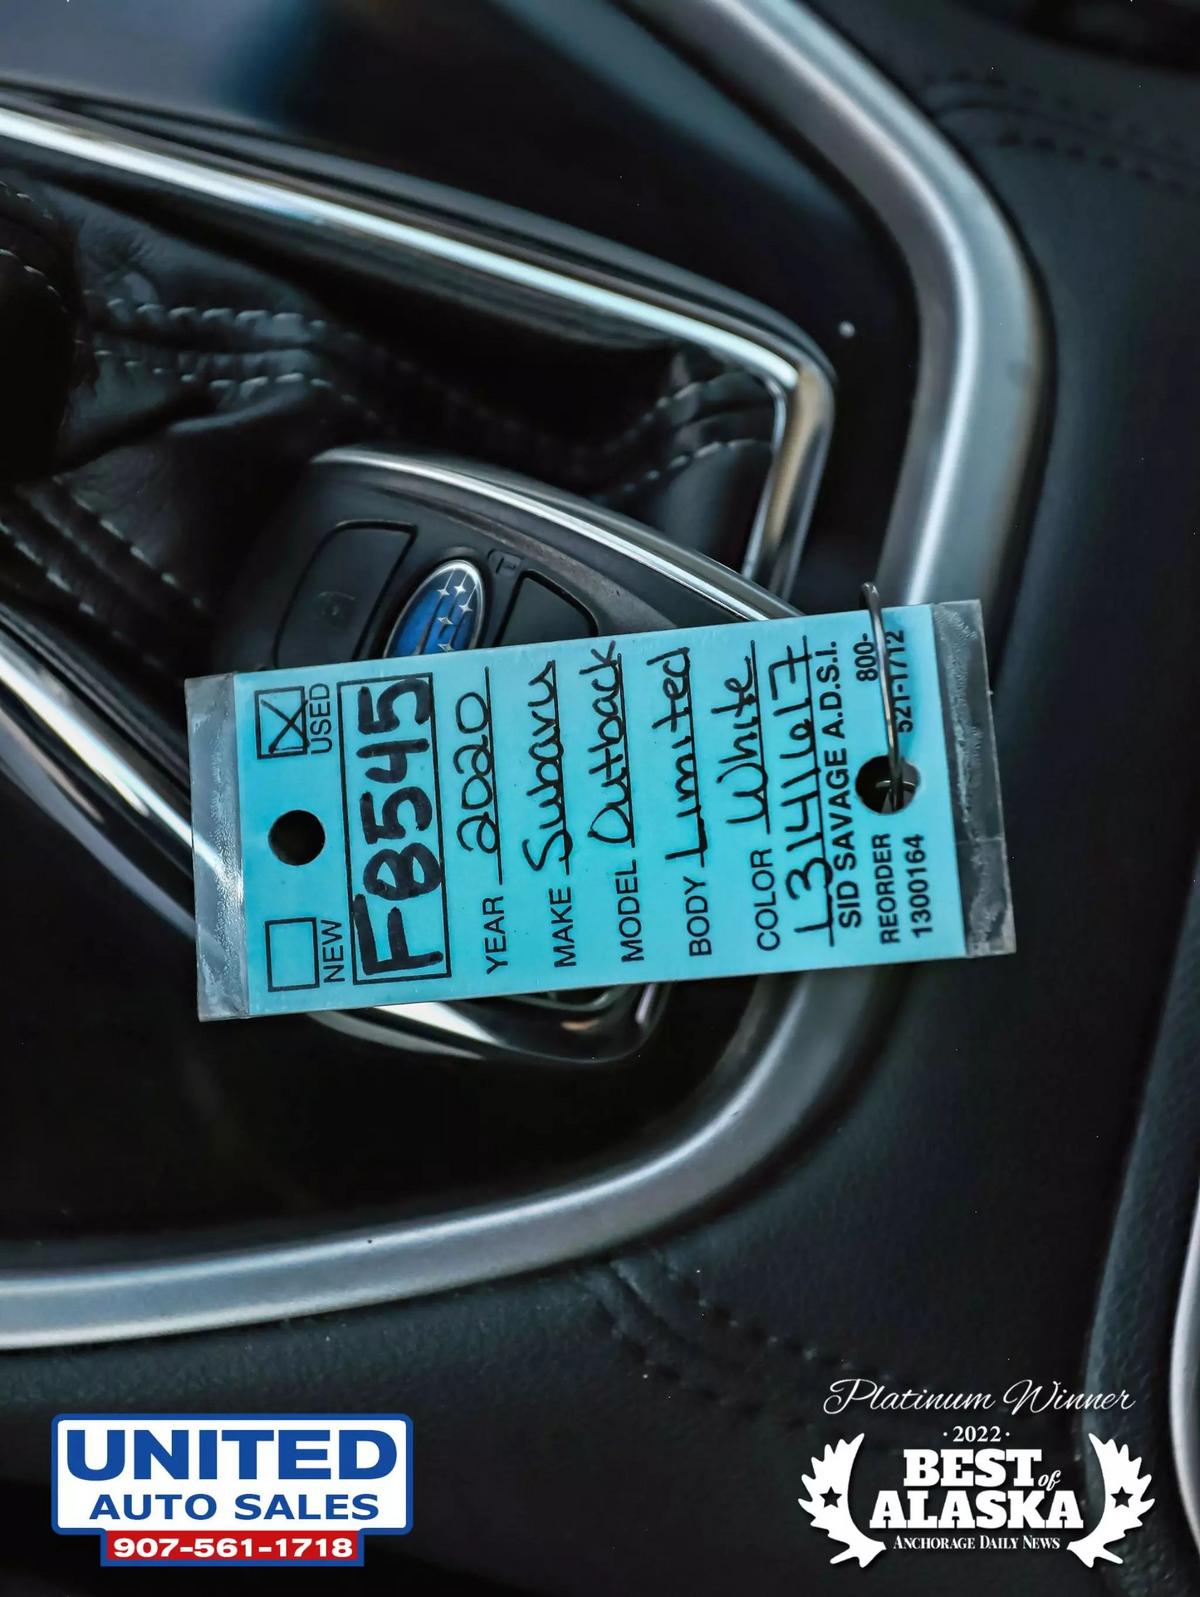 NEW
USED
F8545
YEAR 2020
MAKE Subaru
MODEL Outback
BODY Limited
COLOR White
L314617
SID SAVAGE A.D.S.I.
REORDER 800-
1300164 521-1712
UNITED
AUTO SALES
907-561-1718
Platinum Winner
·2022·
BEST of
ALASKA
ANCHORAGE DAILY NEWS